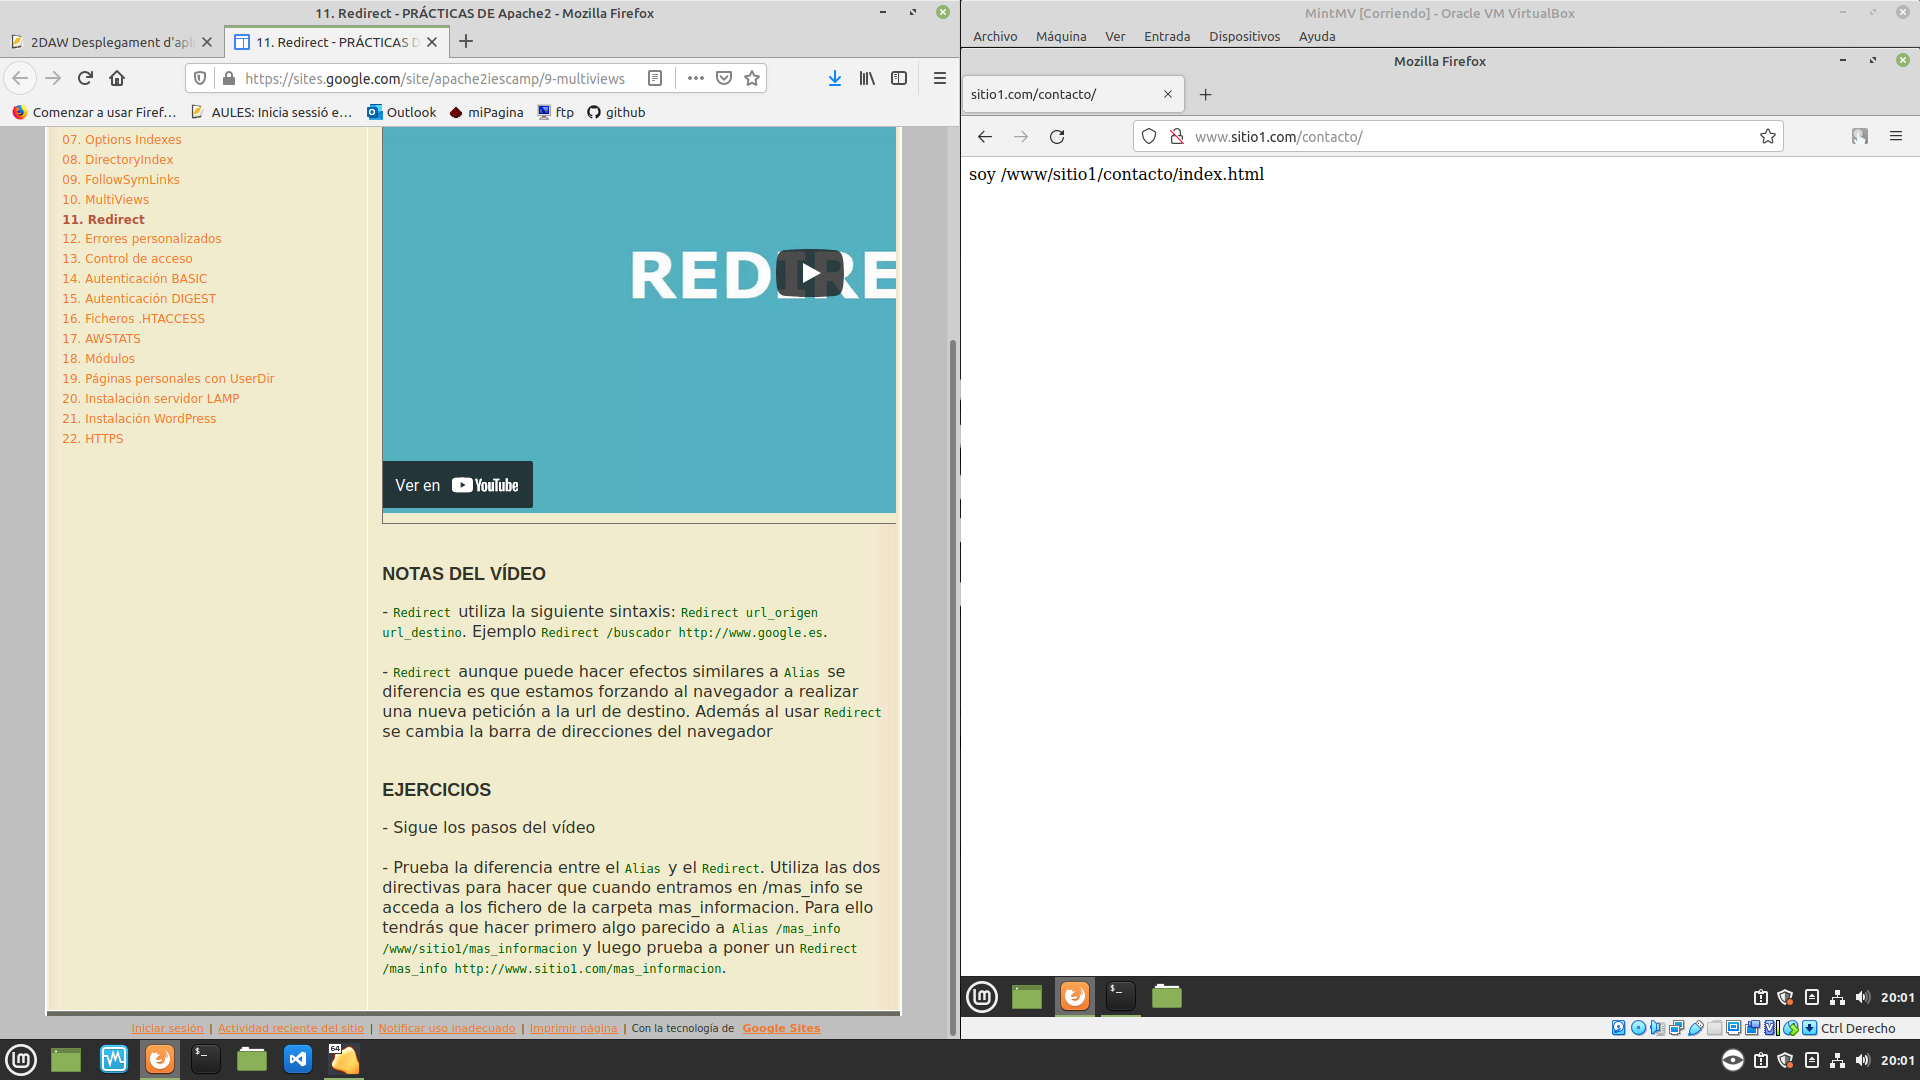 11. Redirect - PRÁCTICAS DE Apache2 - Mozilla Firefox
2DAW Desplegament d'apl
11. Redirect - PRÁCTICAS D
https://sites.google.com/site/apache2iescamp/9-multiviews
Comenzar a usar Firef...
AULES: Inicia sessió e...
Outlook
miPagina
ftp
github
07. Options Indexes
08. DirectoryIndex
09. FollowSymLinks
10. MultiViews
11. Redirect
12. Errores personalizados
13. Control de acceso
14. Autenticación BASIC
15. Autenticación DIGEST
16. Ficheros .HTACCESS
17. AWSTATS
18. Módulos
19. Páginas personales con UserDir
20. Instalación servidor LAMP
21. Instalación WordPress
22. HTTPS
REDIRE
Ver en YouTube
NOTAS DEL VÍDEO
- Redirect utiliza la siguiente sintaxis: Redirect url_origen
url_destino. Ejemplo Redirect /buscador http://www.google.es.
- Redirect aunque puede hacer efectos similares a Alias se
diferencia es que estamos forzando al navegador a realizar
una nueva petición a la url de destino. Además al usar Redirect
se cambia la barra de direcciones del navegador
EJERCICIOS
- Sigue los pasos del vídeo
- Prueba la diferencia entre el Alias y el Redirect. Utiliza las dos
directivas para hacer que cuando entramos en /mas_info se
acceda a los fichero de la carpeta mas_informacion. Para ello
tendrás que hacer primero algo parecido a Alias /mas_info
/www/sitio1/mas_informacion y luego prueba a poner un Redirect
/mas_info http://www.sitio1.com/mas_informacion.
Iniciar sesión | Actividad reciente del sitio | Notificar uso inadecuado | Imprimir página | Con la tecnología de Google Sites
MintMV [Corriendo] - Oracle VM VirtualBox
Archivo Máquina Ver Entrada Dispositivos Ayuda
Mozilla Firefox
sitio1.com/contacto/
www.sitio1.com/contacto/
soy /www/sitio1/contacto/index.html
20:01
Ctrl Derecho
64
20:01